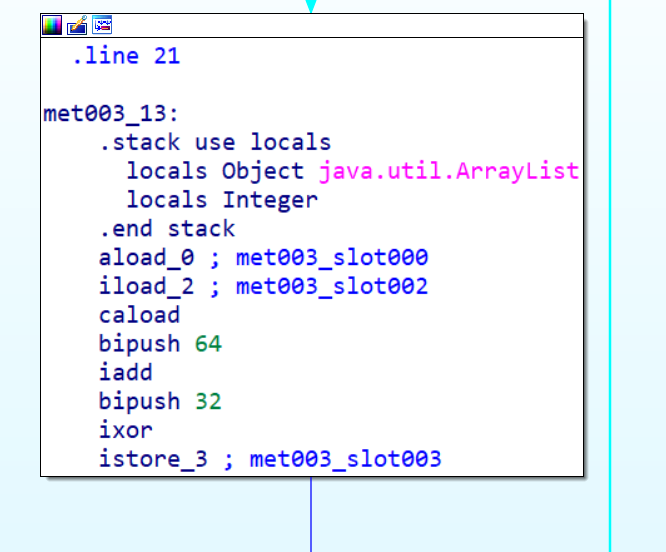 .line 21
met003_13:
.stack use locals
locals Object java.util.ArrayList
locals Integer
.end stack
aload_0 ; met003_slot000
iload_2 ; met003_slot002
caload
bipush 64
iadd
bipush 32
ixor
istore_3 ; met003_slot003